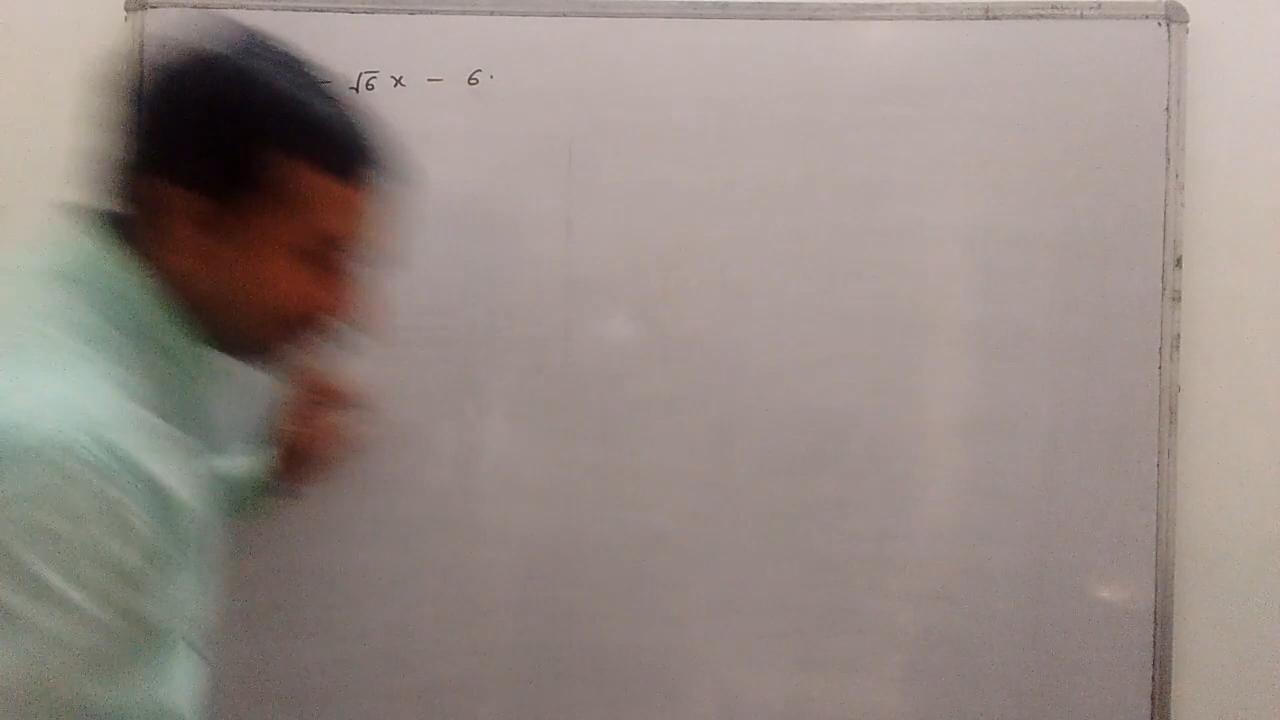 - √6 x - 6.